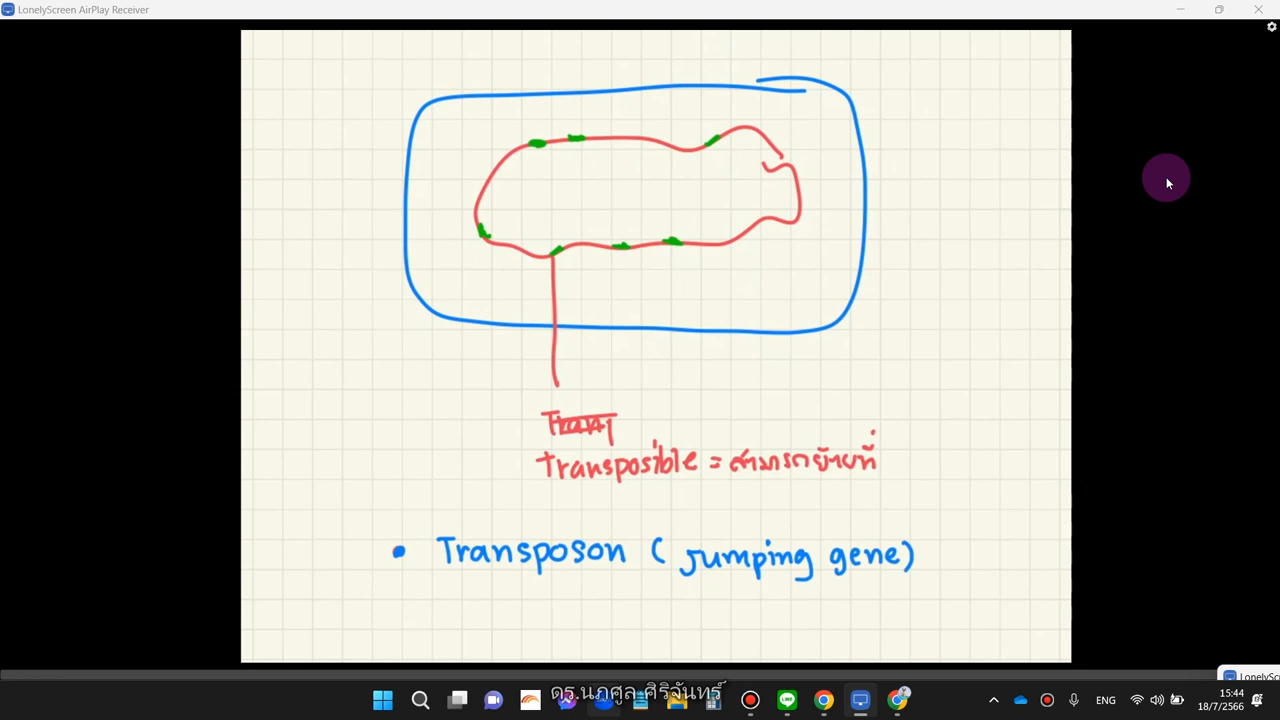 LonelyScreen AirPlay Receiver
transposible = สามารถย้ายที่
• Transposon ( jumping gene)
LonelySc
ดร.นภศูล ศิริจันทร์
ENG
15:44
18/7/2566